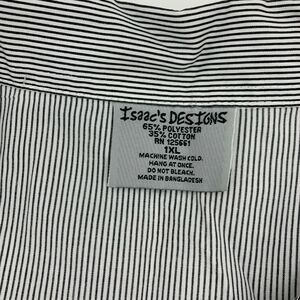 Isaac's DESIGNS
65% POLYESTER
35% COTTON
RN 125661
1XL
MACHINE WASH COLD.
HANG AT ONCE.
DO NOT BLEACH.
MADE IN BANGLADESH